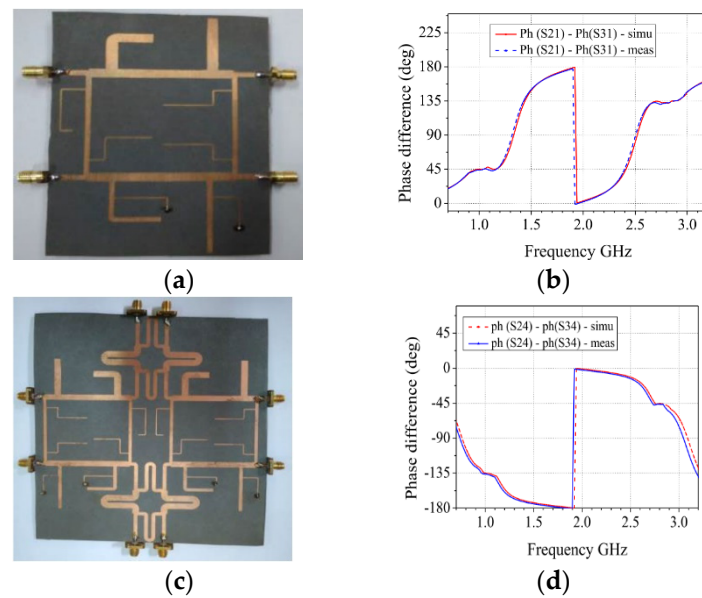 225
180
135
90
45
0
Phase difference (deg)
Ph (S21) - Ph(S31) - simu
Ph (S21) - Ph(S31) - meas
1.0 1.5 2.0 2.5 3.0
Frequency GHz
(a)
(b)
45
0
-45
-90
-135
-180
Phase difference (deg)
ph (S24) - ph(S34) - simu
ph (S24) - ph(S34) - meas
1.0 1.5 2.0 2.5 3.0
Frequency GHz
(c)
(d)